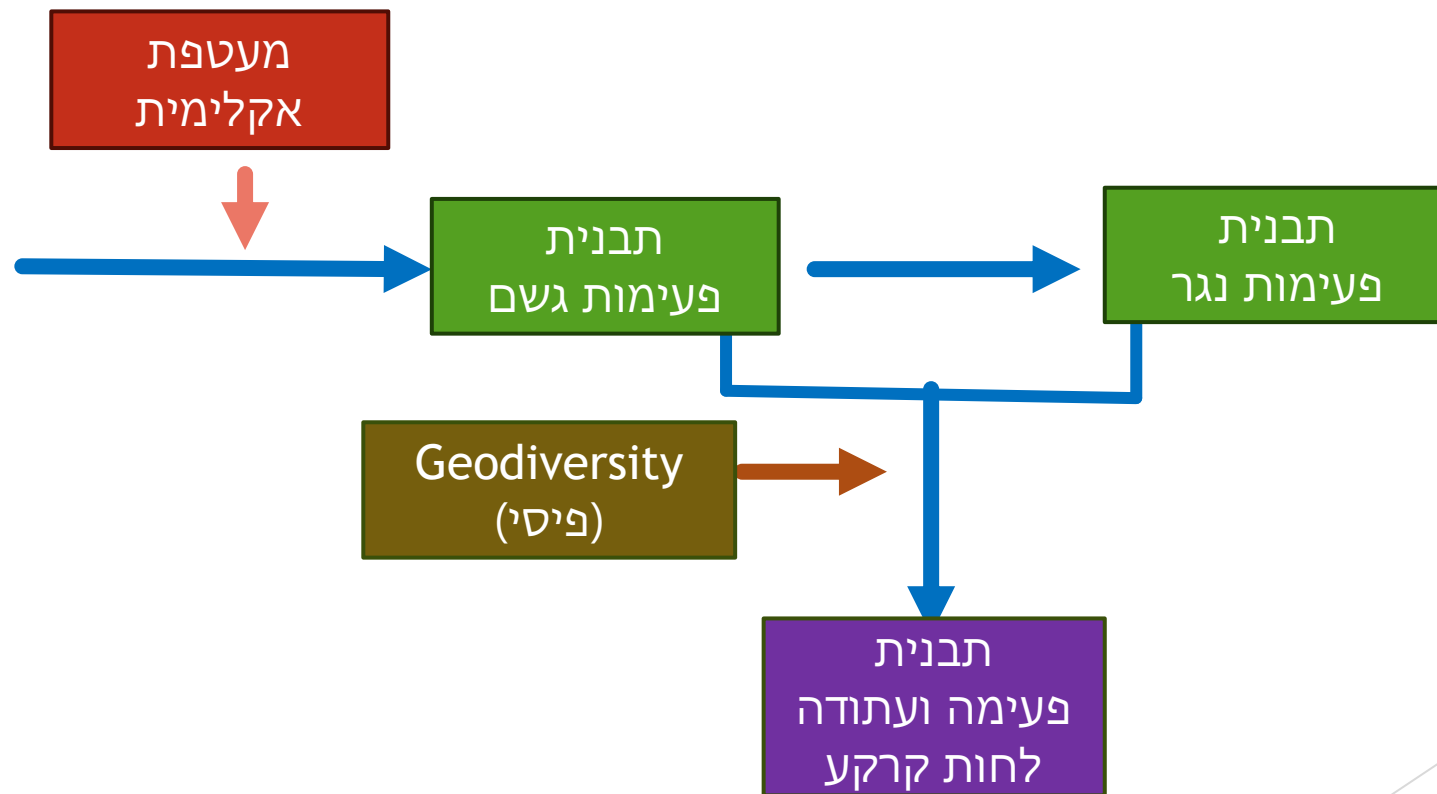 מעטפת
אקלימית
תבנית
פעימות גשם
תבנית
פעימות נגר
Geodiversity
(פיסי)
תבנית
פעימה ועתודה
לחות קרקע